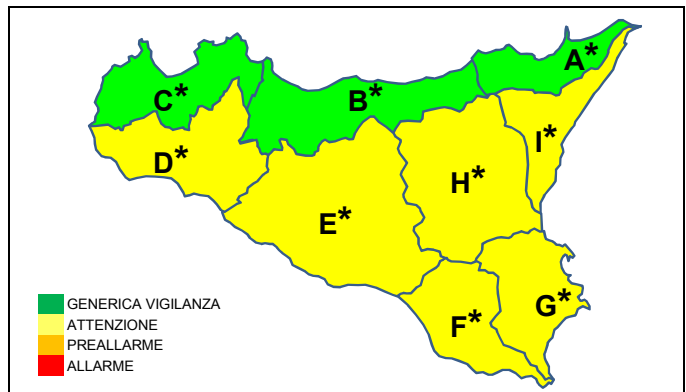 A*
C*
B*
I*
D*
H*
E*
G*
F*
GENERICA VIGILANZA
ATTENZIONE
PREALLARME
ALLARME